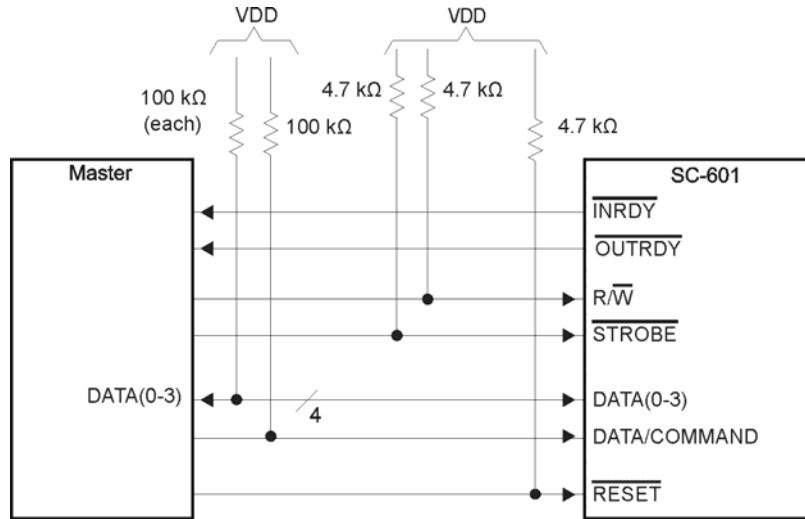 VDD
VDD
100 kΩ
(each)
100 kΩ
4.7 kΩ
4.7 kΩ
4.7 kΩ
Master
SC-601
INRDY
OUTRDY
R/W
STROBE
DATA(0-3)
4
DATA(0-3)
DATA/COMMAND
RESET